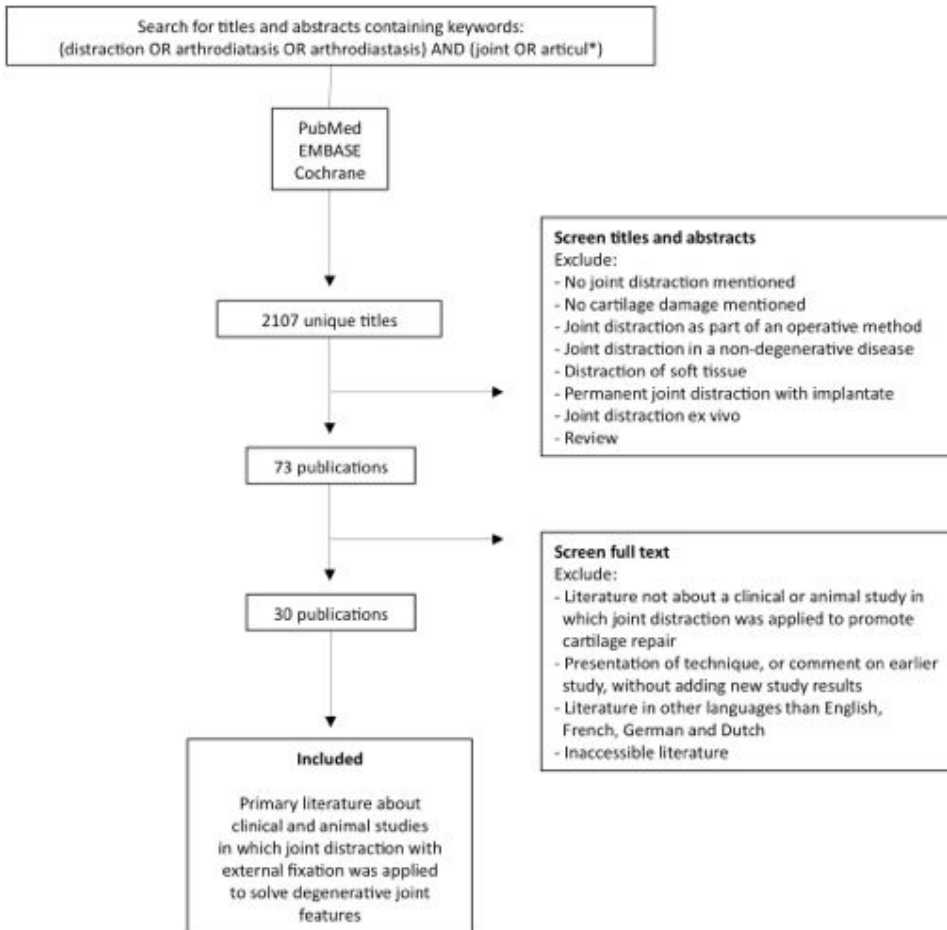 Search for titles and abstracts containing keywords:
(distraction OR arthrodiatasis OR arthrodiastasis) AND (joint OR articul*)
PubMed
EMBASE
Cochrane
2107 unique titles
Screen titles and abstracts
Exclude:
- No joint distraction mentioned
- No cartilage damage mentioned
- Joint distraction as part of an operative method
- Joint distraction in a non-degenerative disease
- Distraction of soft tissue
- Permanent joint distraction with implantate
- Joint distraction ex vivo
- Review
73 publications
Screen full text
Exclude:
- Literature not about a clinical or animal study in
which joint distraction was applied to promote
cartilage repair
- Presentation of technique, or comment on earlier
study, without adding new study results
- Literature in other languages than English,
French, German and Dutch
- Inaccessible literature
30 publications
Included
Primary literature about
clinical and animal studies
in which joint distraction with
external fixation was applied
to solve degenerative joint
features